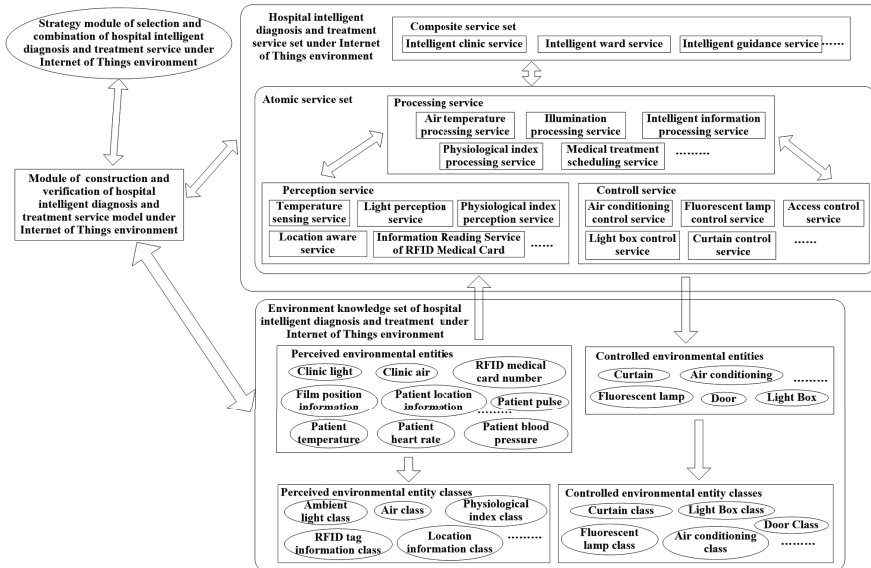 Strategy module of selection and
combination of hospital intelligent
diagnosis and treatment service under
Internet of Things environment
Module of construction and
verification of hospital
intelligent diagnosis and
treatment service model under
Internet of Things environment
Hospital intelligent
diagnosis and treatment
service set under Internet
of Things environment
Composite service set
Intelligent clinic service
Intelligent ward service
Intelligent guidance service
......
Atomic service set
Processing service
Air temperature
processing service
Illumination
processing service
Intelligent information
processing service
Physiological index
processing service
Medical treatment
scheduling service
.........
Perception service
Temperature
sensing service
Light perception
service
Physiological index
perception service
Location aware
service
Information Reading Service
of RFID Medical Card
......
Controll service
Air conditioning
control service
Fluorescent lamp
control service
Access control
service
Light box control
service
Curtain control
service
......
Environment knowledge set of hospital
intelligent diagnosis and treatment under
Internet of Things environment
Perceived environmental entities
Clinic light
Clinic air
RFID medical
card number
Film position
information
Patient location
information
.........
Patient pulse
Patient
temperature
Patient
heart rate
Patient blood
pressure
Controlled environmental entities
Curtain
Air conditioning
.........
Fluorescent lamp
Door
Light Box
Perceived environmental entity classes
Ambient
light class
Air class
Physiological
index class
RFID tag
information class
Location
information class
.........
Controlled environmental entity classes
Curtain class
Light Box class
Door Class
Fluorescent
lamp class
Air conditioning
class
.........